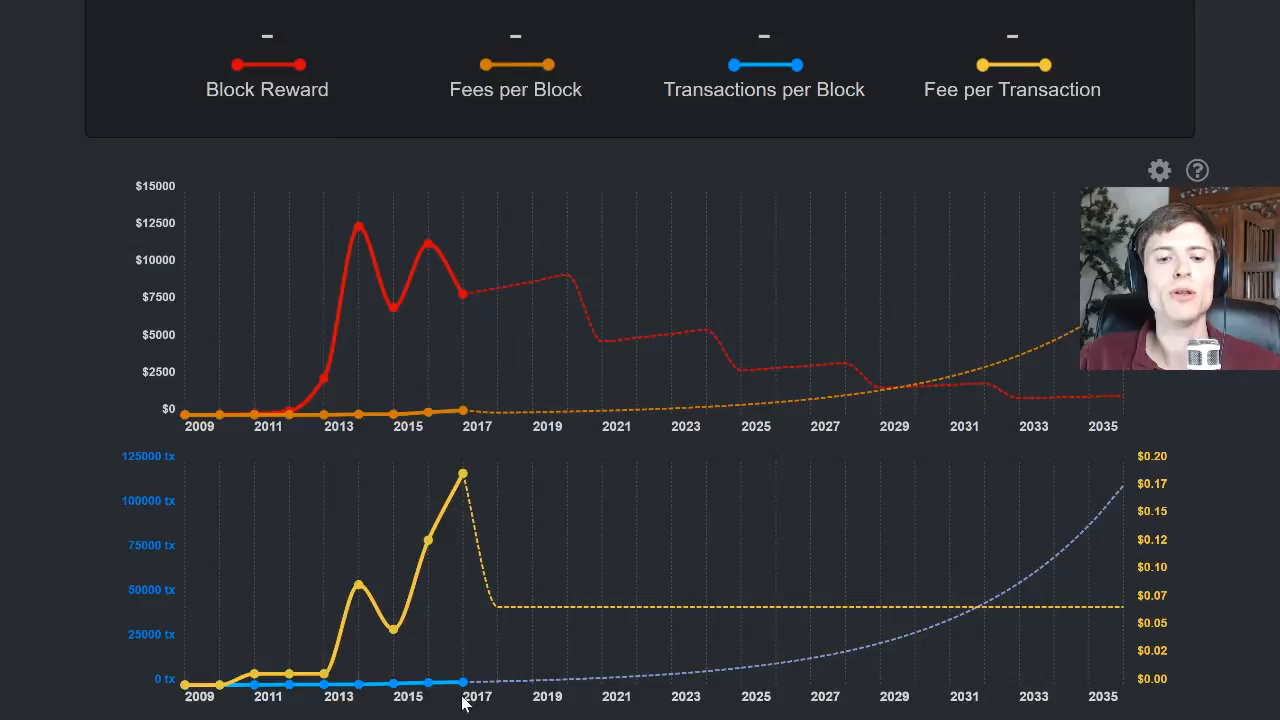 – – – –
Block Reward Fees per Block Transactions per Block Fee per Transaction
$15000
$12500
$10000
$7500
$5000
$2500
$0
2009 2011 2013 2015 2017 2019 2021 2023 2025 2027 2029 2031 2033 2035
125000 tx $0.20
$0.17
100000 tx
$0.15
75000 tx $0.12
$0.10
50000 tx $0.07
25000 tx $0.05
$0.02
0 tx $0.00
2009 2011 2013 2015 2017 2019 2021 2023 2025 2027 2029 2031 2033 2035